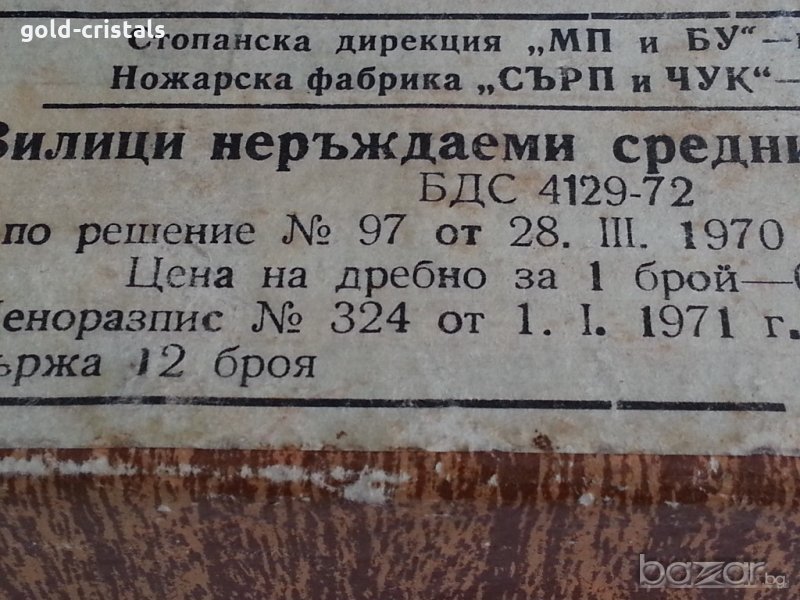 gold-cristals
Стопанска дирекция „МП и БУ“—
Ножарска фабрика „СЪРП и ЧУК“—
Вилици неръждаеми средни
БДС 4129-72
по решение № 97 от 28. III. 1970
Цена на дребно за 1 брой—
Ценоразпис № 324 от 1. I. 1971 г.
ържа 12 броя
bazar.bg